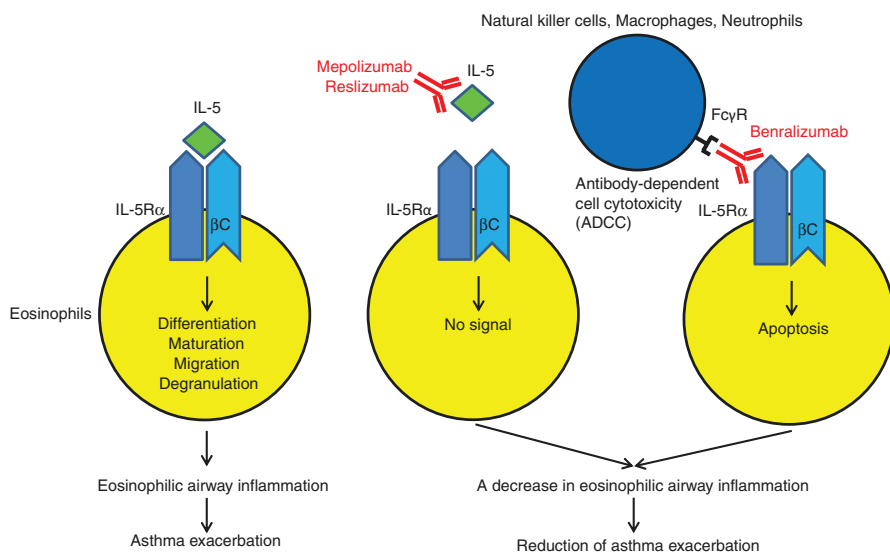 Natural killer cells, Macrophages, Neutrophils
Mepolizumab
Reslizumab
IL-5
IL-5
FcγR
Benralizumab
Antibody-dependent
cell cytotoxicity
(ADCC)
IL-5Rα
βC
IL-5Rα
βC
IL-5Rα
βC
Eosinophils
Differentiation
Maturation
Migration
Degranulation
No signal
Apoptosis
Eosinophilic airway inflammation
A decrease in eosinophilic airway inflammation
Asthma exacerbation
Reduction of asthma exacerbation